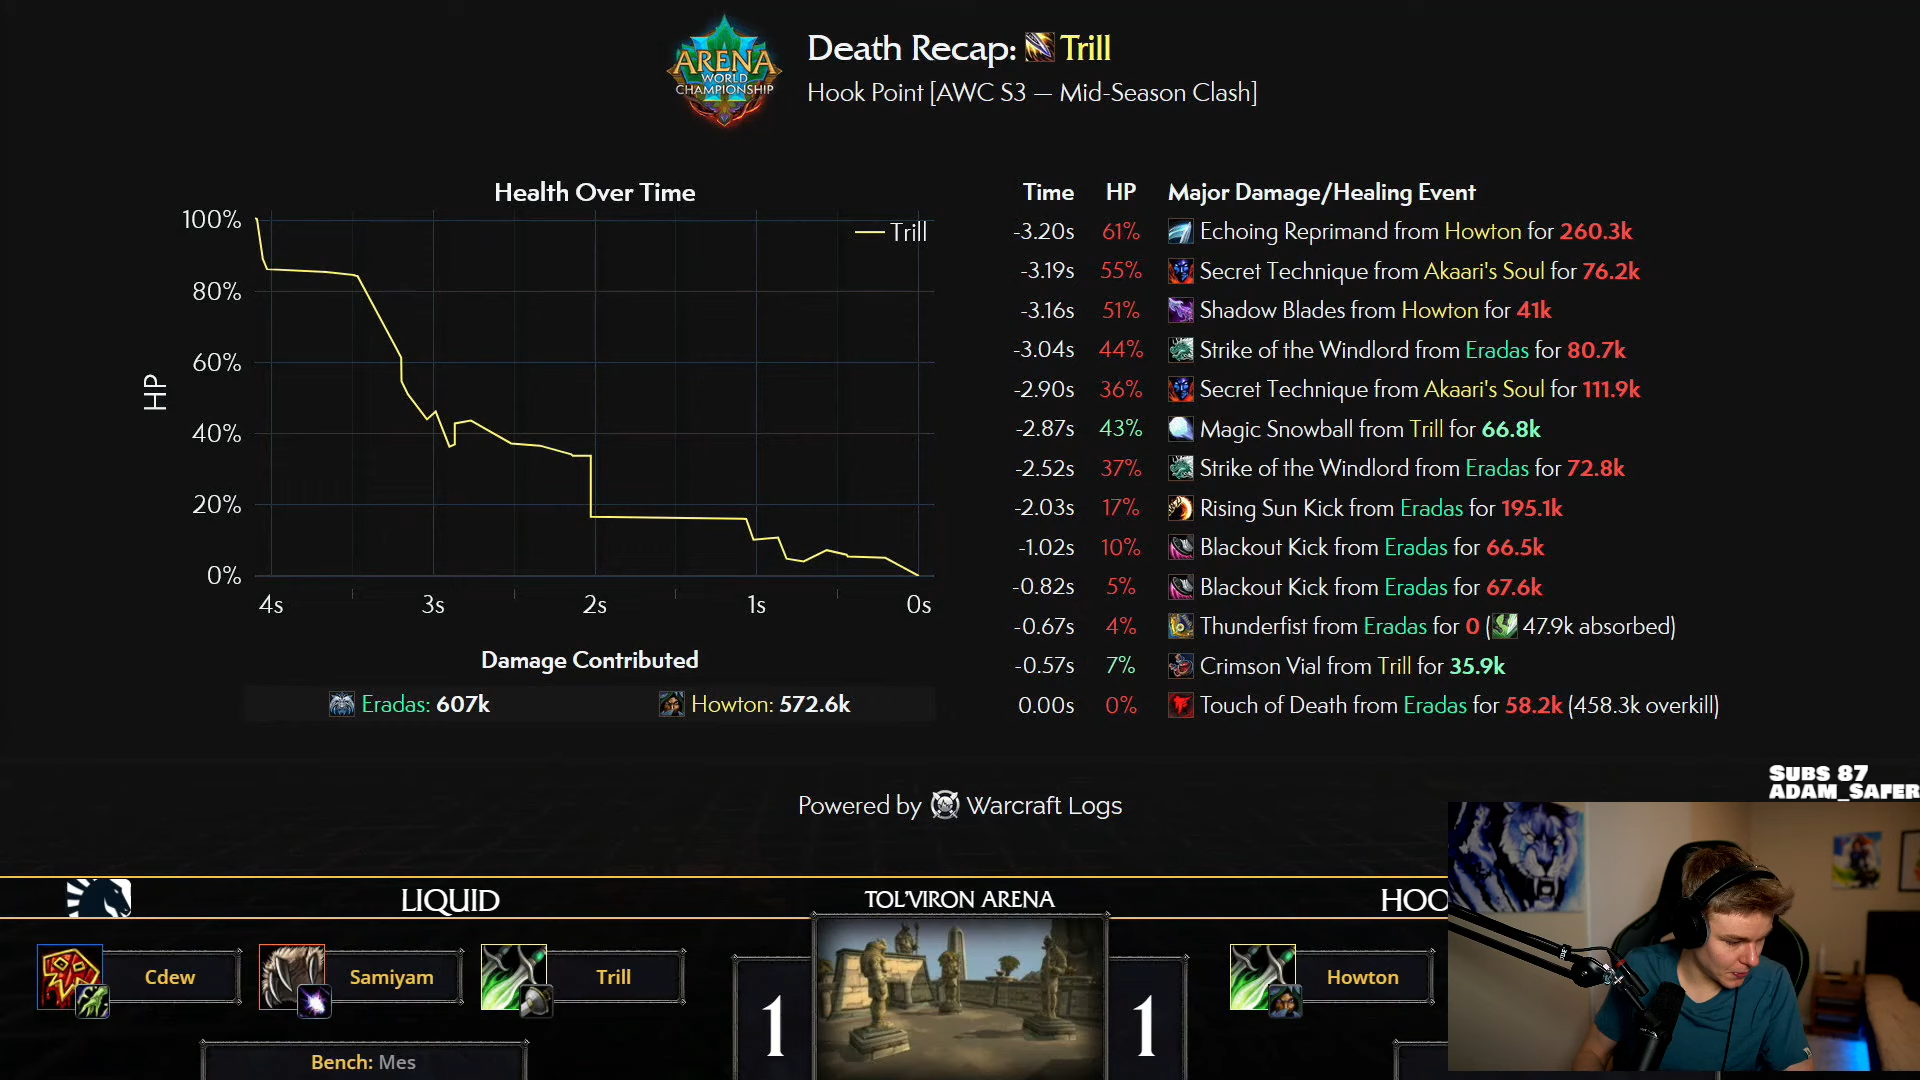 ARENA
WORLD
CHAMPIONSHIP
Death Recap: Trill
Hook Point [AWC S3 — Mid-Season Clash]
Health Over Time
100%
80%
60%
40%
20%
0%
HP
Trill
4s 3s 2s 1s 0s
Damage Contributed
Eradas: 607k Howton: 572.6k
Time HP Major Damage/Healing Event
-3.20s 61% Echoing Reprimand from Howton for 260.3k
-3.19s 55% Secret Technique from Akaari's Soul for 76.2k
-3.16s 51% Shadow Blades from Howton for 41k
-3.04s 44% Strike of the Windlord from Eradas for 80.7k
-2.90s 36% Secret Technique from Akaari's Soul for 111.9k
-2.87s 43% Magic Snowball from Trill for 66.8k
-2.52s 37% Strike of the Windlord from Eradas for 72.8k
-2.03s 17% Rising Sun Kick from Eradas for 195.1k
-1.02s 10% Blackout Kick from Eradas for 66.5k
-0.82s 5% Blackout Kick from Eradas for 67.6k
-0.67s 4% Thunderfist from Eradas for 0 (47.9k absorbed)
-0.57s 7% Crimson Vial from Trill for 35.9k
0.00s 0% Touch of Death from Eradas for 58.2k (458.3k overkill)
Powered by Warcraft Logs
SUBS 87
ADAM_SAFER
LIQUID
TOL'VIRON ARENA
HOO
Cdew
Samiyam
Trill
1
1
Howton
Bench: Mes